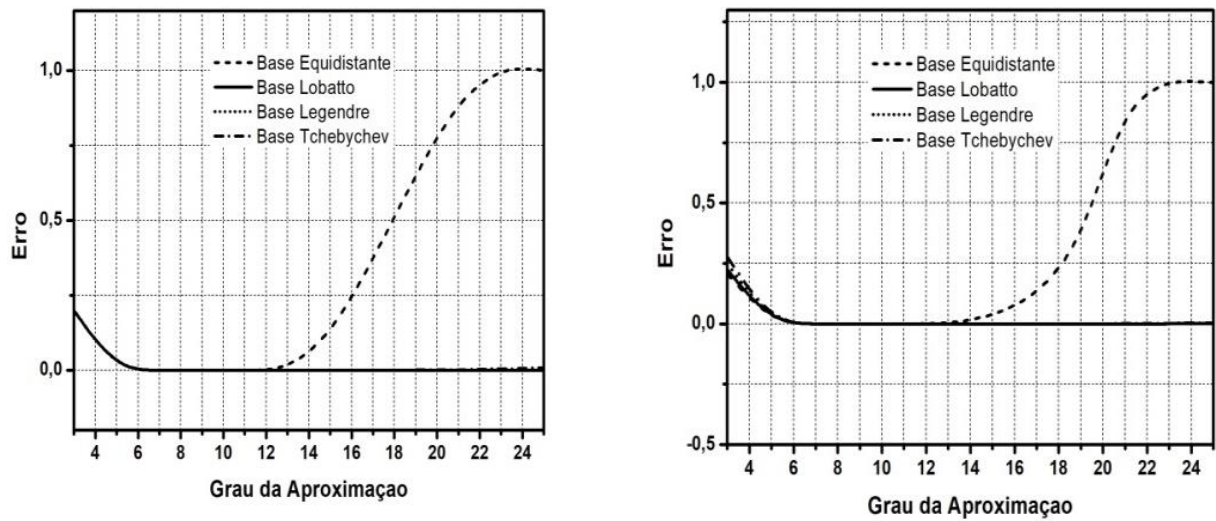 Base Equidistante
Base Lobatto
Base Legendre
Base Tchebychev
1,0
0,5
0,0
Erro
4 6 8 10 12 14 16 18 20 22 24
Grau da Aproximaçao
Base Equidistante
Base Lobatto
Base Legendre
Base Tchebychev
1,0
0,5
0,0
-0,5
Erro
4 6 8 10 12 14 16 18 20 22 24
Grau da Aproximaçao